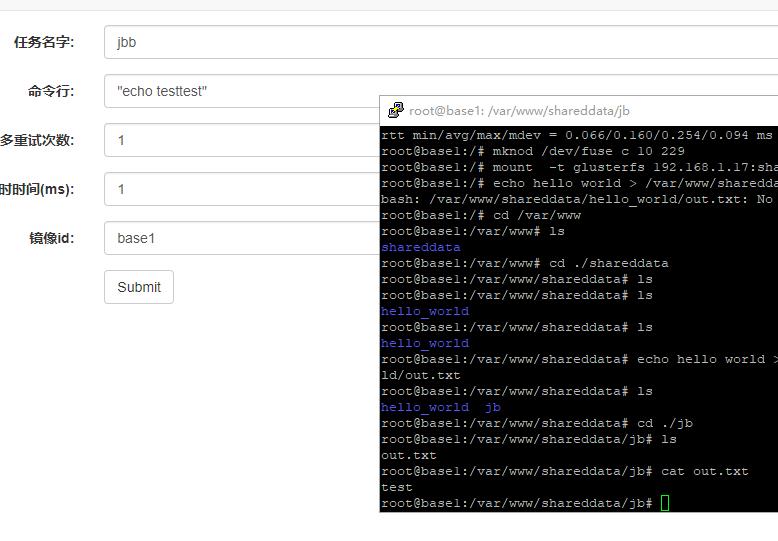 任务名字: jbb
命令行: "echo testtest"
多重试次数: 1
时时间(ms): 1
镜像id: base1
Submit
root@base1: /var/www/shareddata/jb
rtt min/avg/max/mdev = 0.066/0.160/0.254/0.094 ms
root@base1:/# mknod /dev/fuse c 10 229
root@base1:/# mount  -t glusterfs 192.168.1.17:sha
root@base1:/# echo hello world > /var/www/sharedda
bash: /var/www/shareddata/hello_world/out.txt: No
root@base1:/# cd /var/www
root@base1:/var/www# ls
shareddata
root@base1:/var/www# cd ./shareddata
root@base1:/var/www/shareddata# ls
root@base1:/var/www/shareddata# ls
hello_world
root@base1:/var/www/shareddata# ls
hello_world
root@base1:/var/www/shareddata# echo hello world >
ld/out.txt
root@base1:/var/www/shareddata# ls
hello_world  jb
root@base1:/var/www/shareddata# cd ./jb
root@base1:/var/www/shareddata/jb# ls
out.txt
root@base1:/var/www/shareddata/jb# cat out.txt
test
root@base1:/var/www/shareddata/jb#